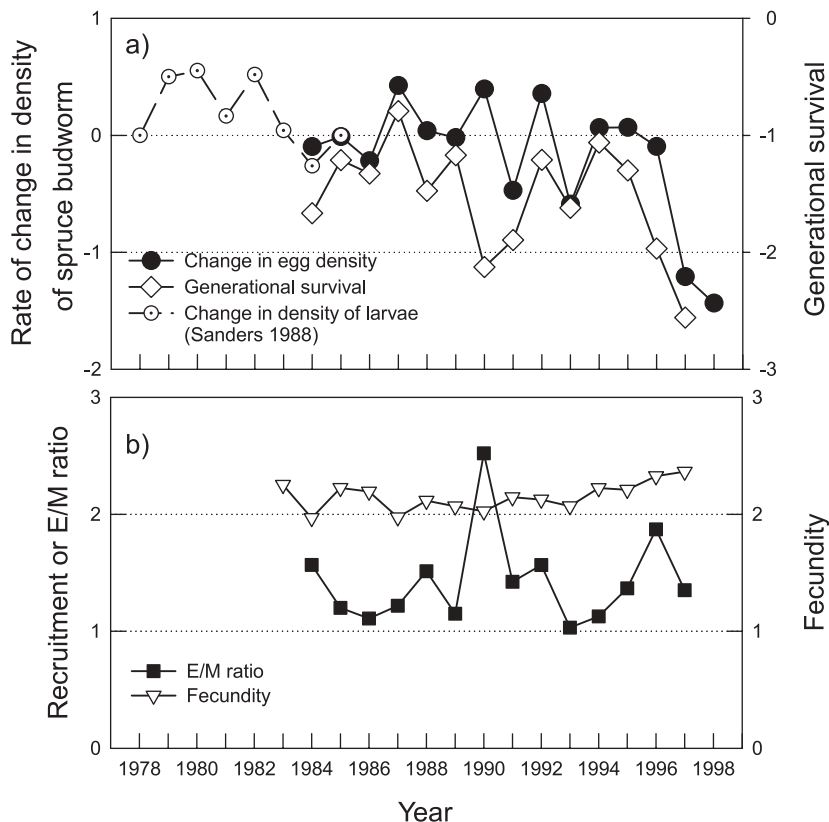 a)
Rate of change in density
of spruce budworm
1
0
-1
-2
Generational survival
0
-1
-2
-3
Change in egg density
Generational survival
Change in density of larvae
(Sanders 1988)
b)
Recruitment or E/M ratio
3
2
1
0
Fecundity
3
2
1
0
E/M ratio
Fecundity
1978 1980 1982 1984 1986 1988 1990 1992 1994 1996 1998
Year